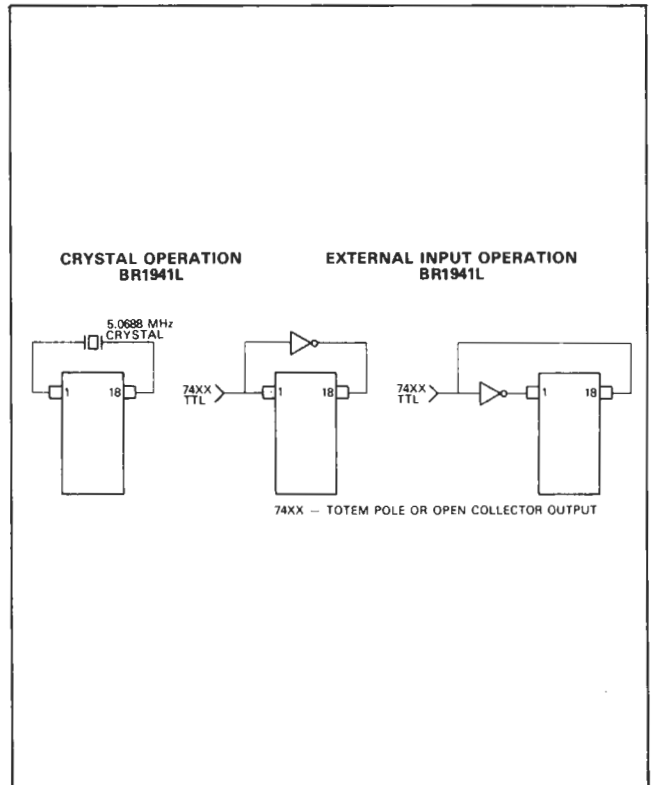 CRYSTAL OPERATION
BR1941L
EXTERNAL INPUT OPERATION
BR1941L
5.0688 MHz
CRYSTAL
1 18
74XX
TTL
1 18
74XX
TTL
1 18
74XX — TOTEM POLE OR OPEN COLLECTOR OUTPUT